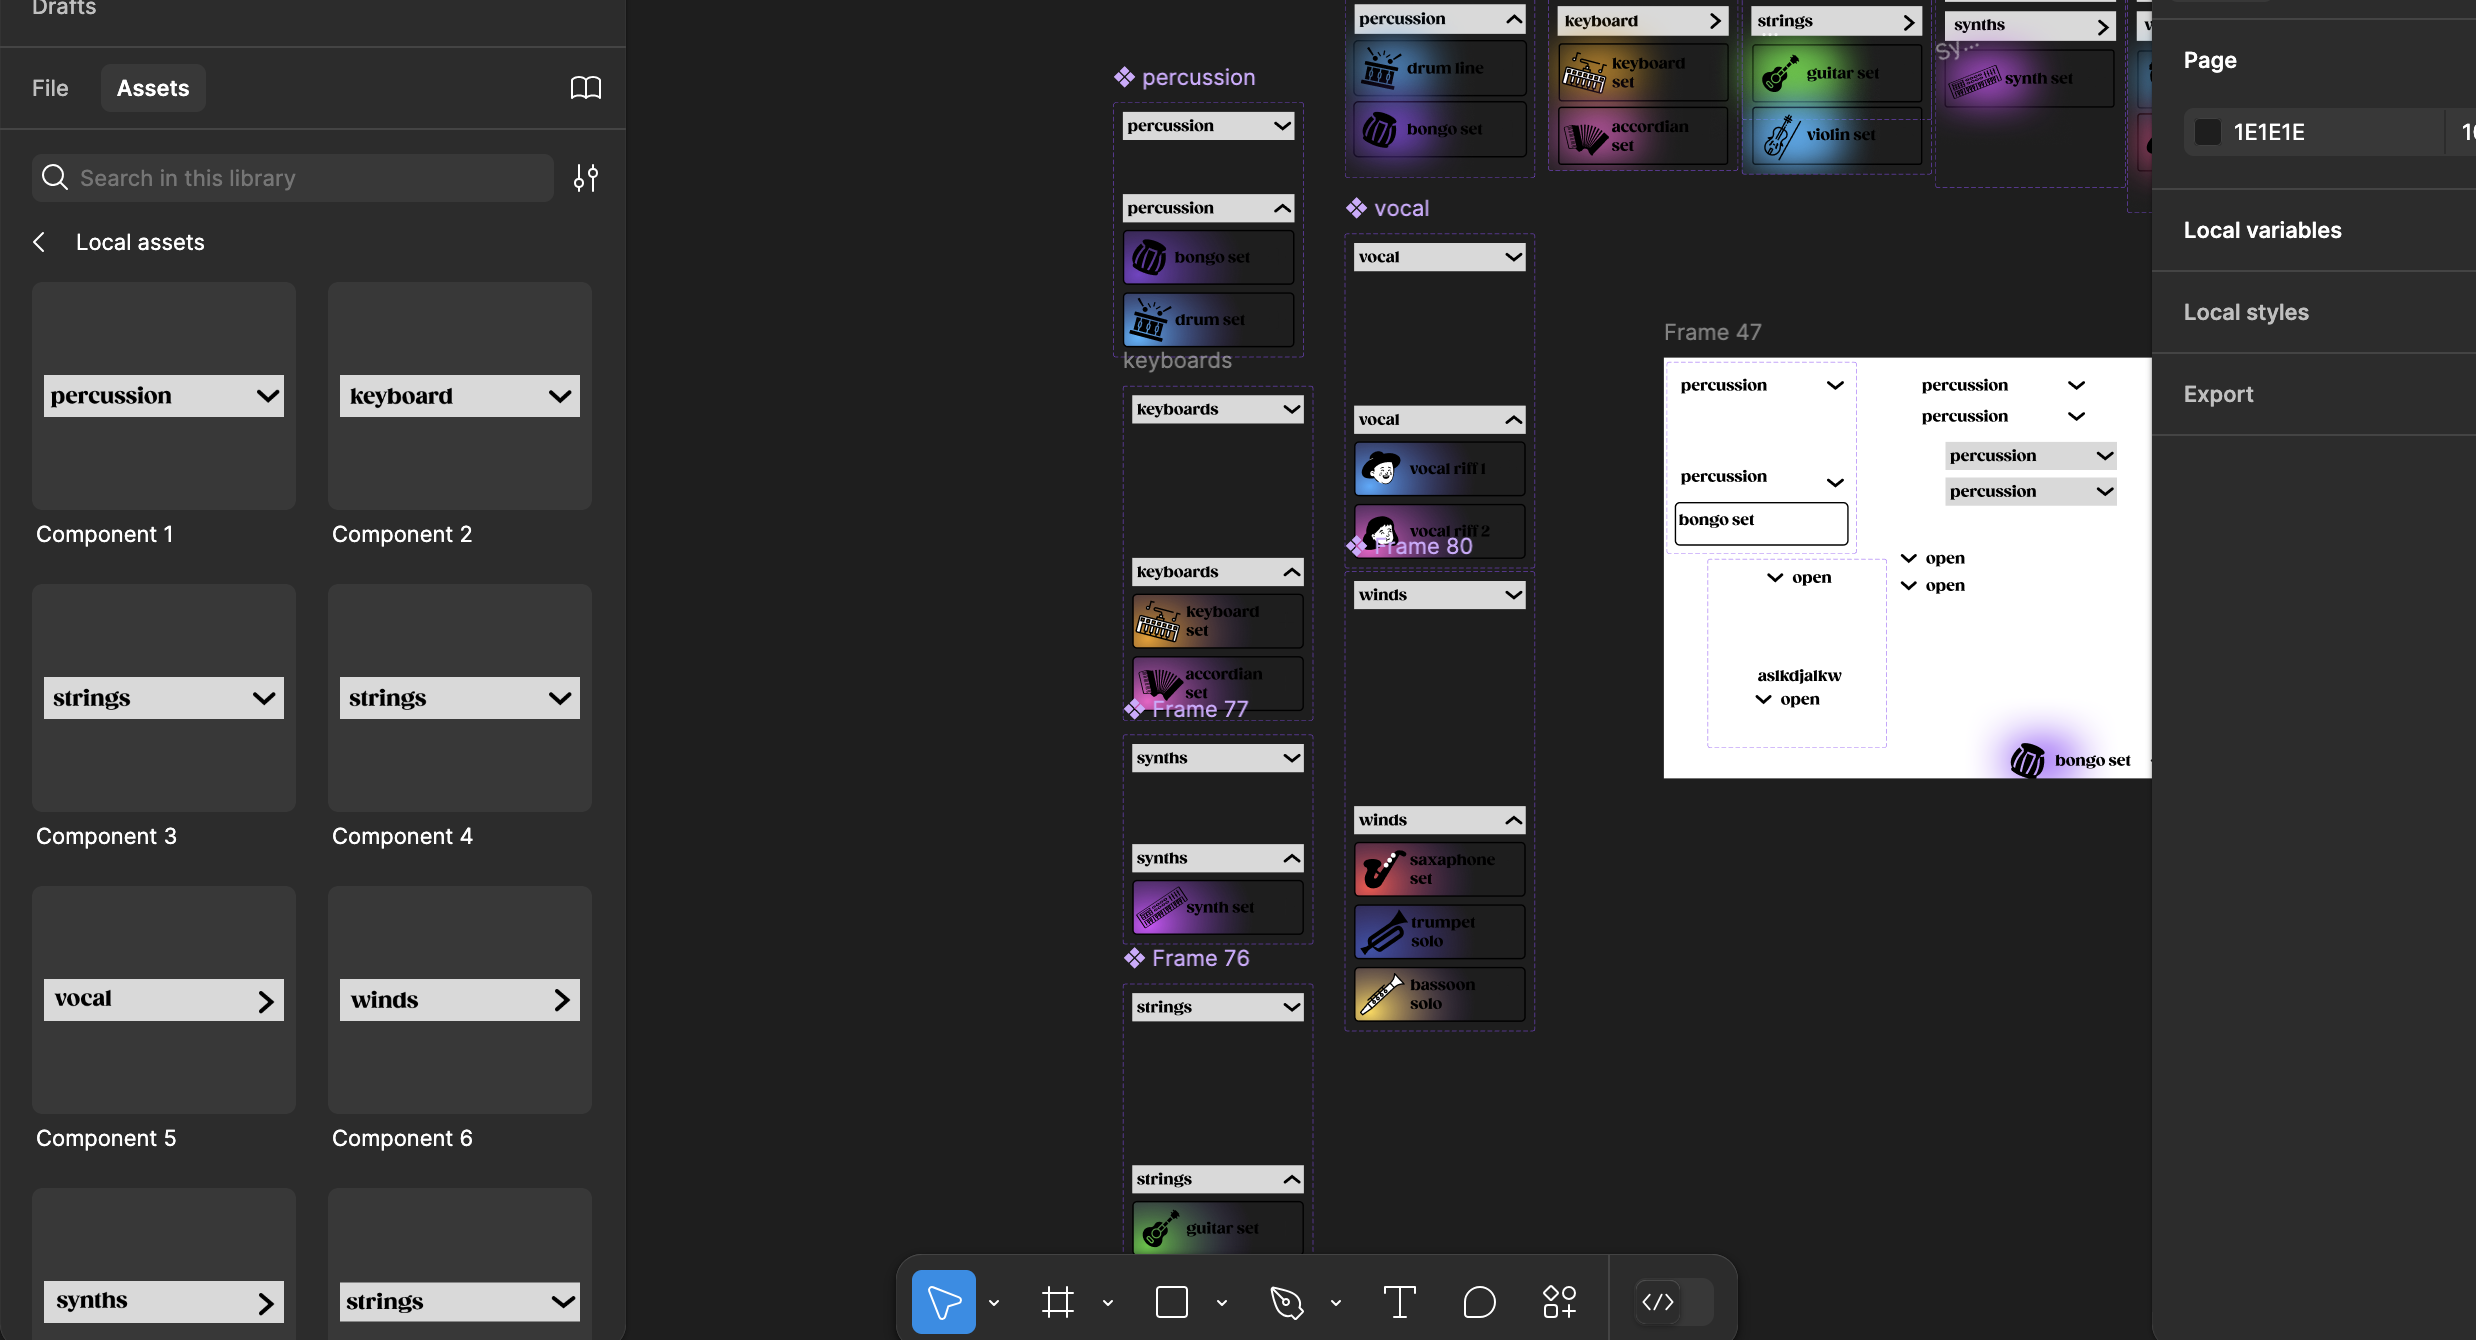 Drafts
File
Assets
Search in this library
Local assets
percussion
Component 1
keyboard
Component 2
strings
Component 3
strings
Component 4
vocal
Component 5
winds
Component 6
synths
strings
percussion
percussion
percussion
bongo set
drum set
keyboards
keyboards
keyboards
keyboard
set
accordian
set
Frame 77
synths
synths
synth set
Frame 76
strings
strings
guitar set
percussion
drum line
bongo set
keyboard
keyboard
set
accordian
set
strings
...
guitar set
violin set
synths
Sy...
synth set
vocal
vocal
vocal
vocal riff 1
vocal riff 2
Frame 80
winds
winds
saxaphone
set
trumpet
solo
bassoon
solo
Frame 47
percussion
percussion
bongo set
open
aslkdjalkw
open
percussion
percussion
percussion
percussion
open
open
bongo set
Page
1E1E1E
Local variables
Local styles
Export